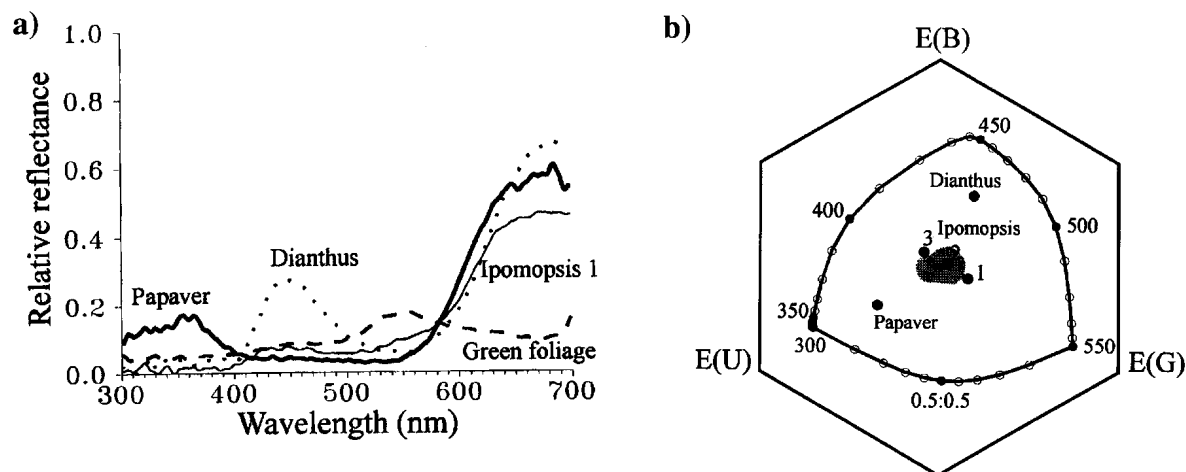 a)
1.0
0.8
0.6
0.4
0.2
0.0
Relative reflectance
Papaver
Dianthus
Ipomopsis 1
Green foliage
300 400 500 600 700
Wavelength (nm)
b)
E(B)
450
Dianthus
400
500
Ipomopsis
3
1
Papaver
350
300
550
E(U)
E(G)
0.5:0.5